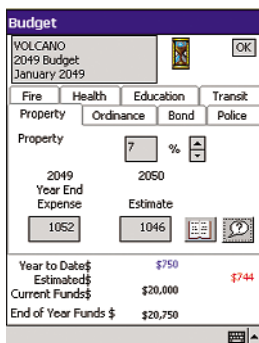 Budget
VOLCANO
2049 Budget
January 2049
OK
Fire Health Education Transit
Property Ordinance Bond Police
Property 7 %
2049 2050
Year End
Expense Estimate
1052 1046
Year to Date$ $750
Estimated$ $744
Current Funds$ $20,000
End of Year Funds $ $20,750